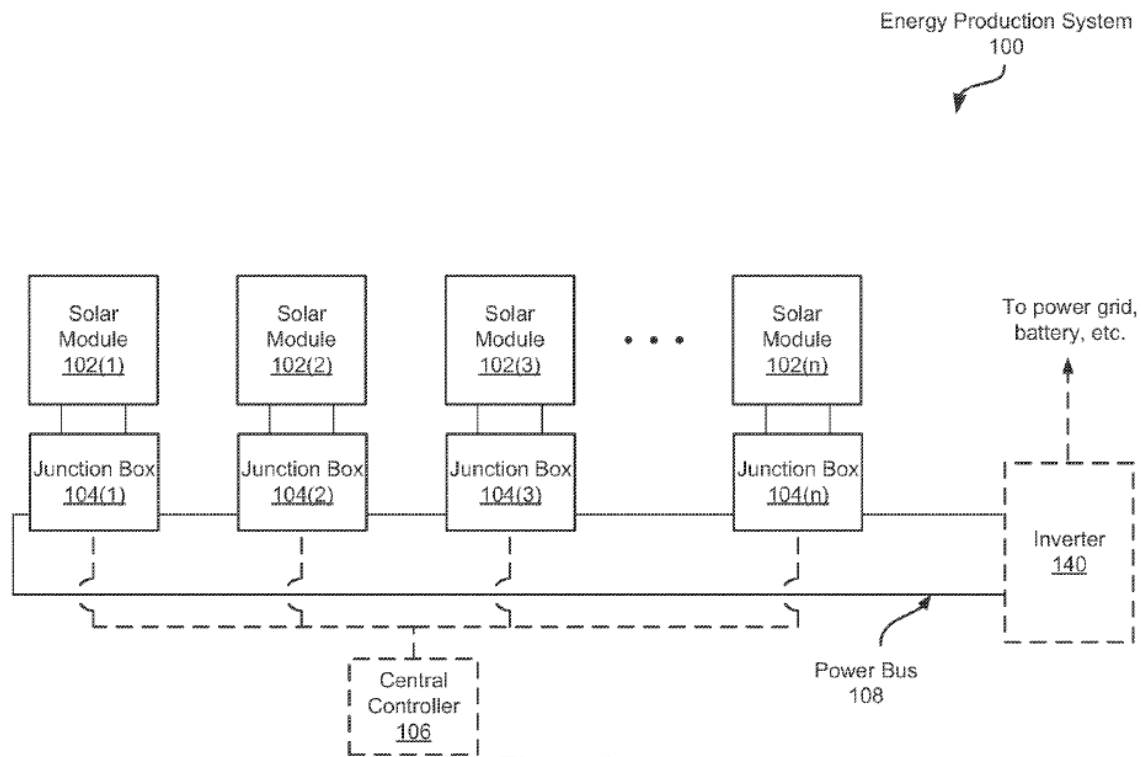 Energy Production System
100
Solar
Module
102(1)
Solar
Module
102(2)
Solar
Module
102(3)
Solar
Module
102(n)
To power grid,
battery, etc.
Junction Box
104(1)
Junction Box
104(2)
Junction Box
104(3)
Junction Box
104(n)
Inverter
140
Central
Controller
106
Power Bus
108